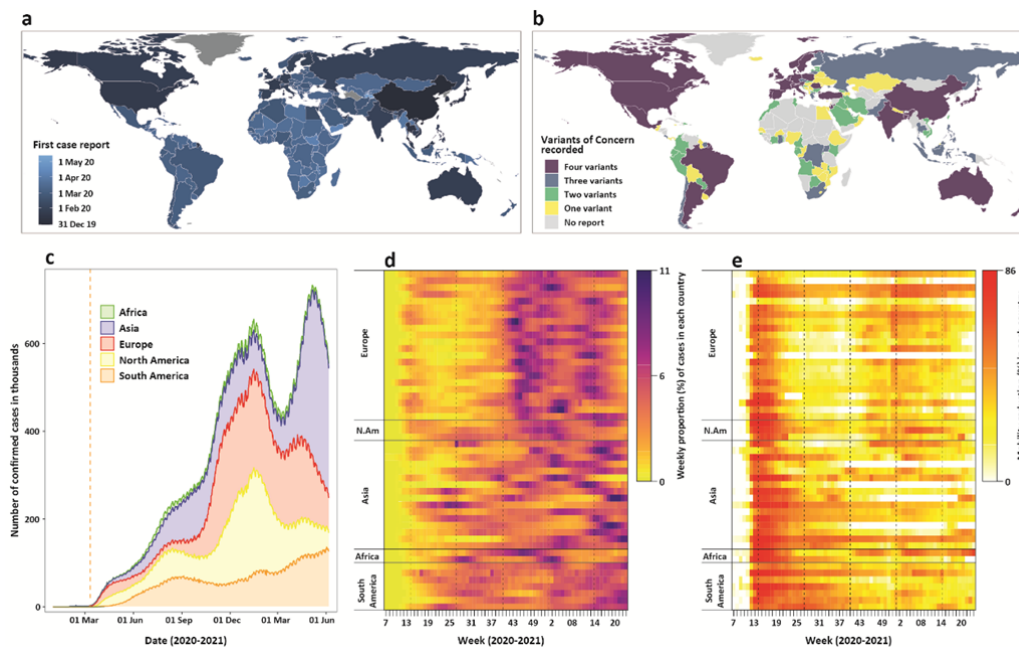 a
First case report
1 May 20
1 Apr 20
1 Mar 20
1 Feb 20
31 Dec 19
b
Variants of Concern
recorded
Four variants
Three variants
Two variants
One variant
No report
c
Number of confirmed cases in thousands
600
400
200
0
Africa
Asia
Europe
North America
South America
01 Mar
01 Jun
01 Sep
01 Dec
01 Mar
01 Jun
Date (2020-2021)
d
Europe
N.Am
Asia
Africa
South
America
7 13 19 25 31 37 43 49 2 8 14 20
Week (2020-2021)
11
6
0
Weekly proportion (%) of cases in each country
e
Europe
N.Am
Asia
Africa
South
America
7 13 19 25 31 37 43 49 2 8 14 20
Week (2020-2021)
86
0